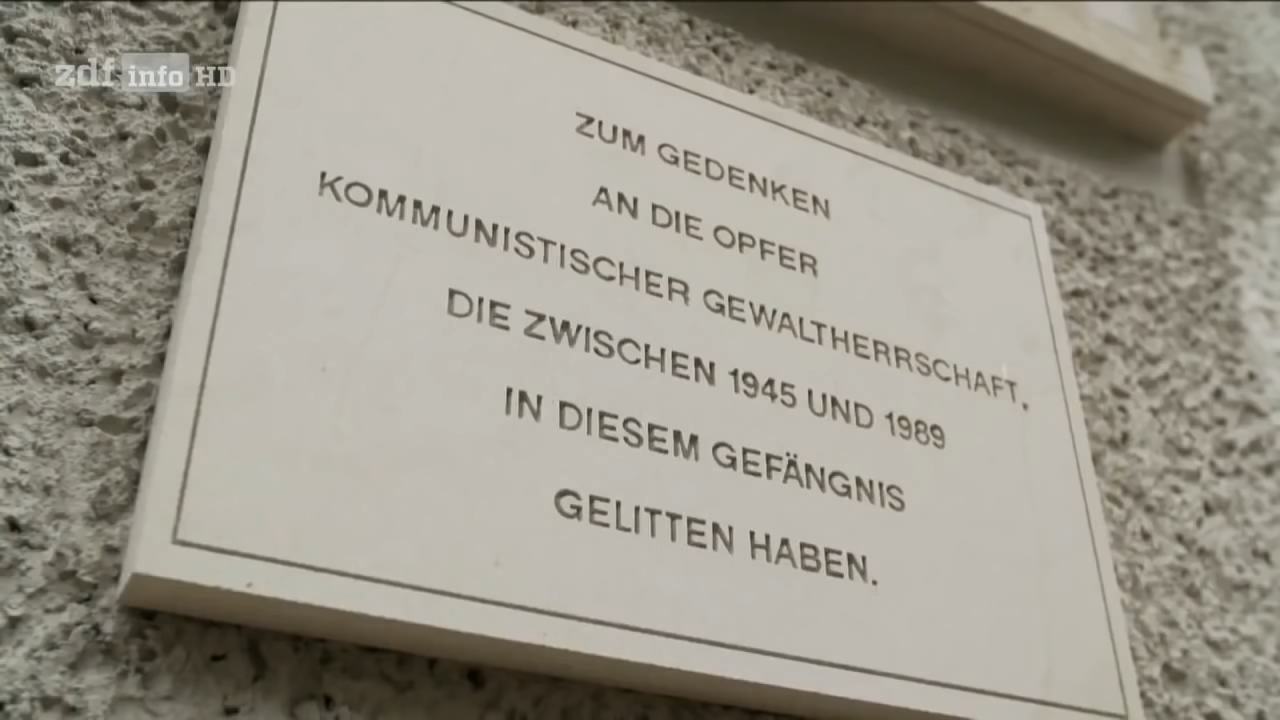 zdf info HD
ZUM GEDENKEN
AN DIE OPFER
KOMMUNISTISCHER GEWALTHERRSCHAFT,
DIE ZWISCHEN 1945 UND 1989
IN DIESEM GEFÄNGNIS
GELITTEN HABEN.